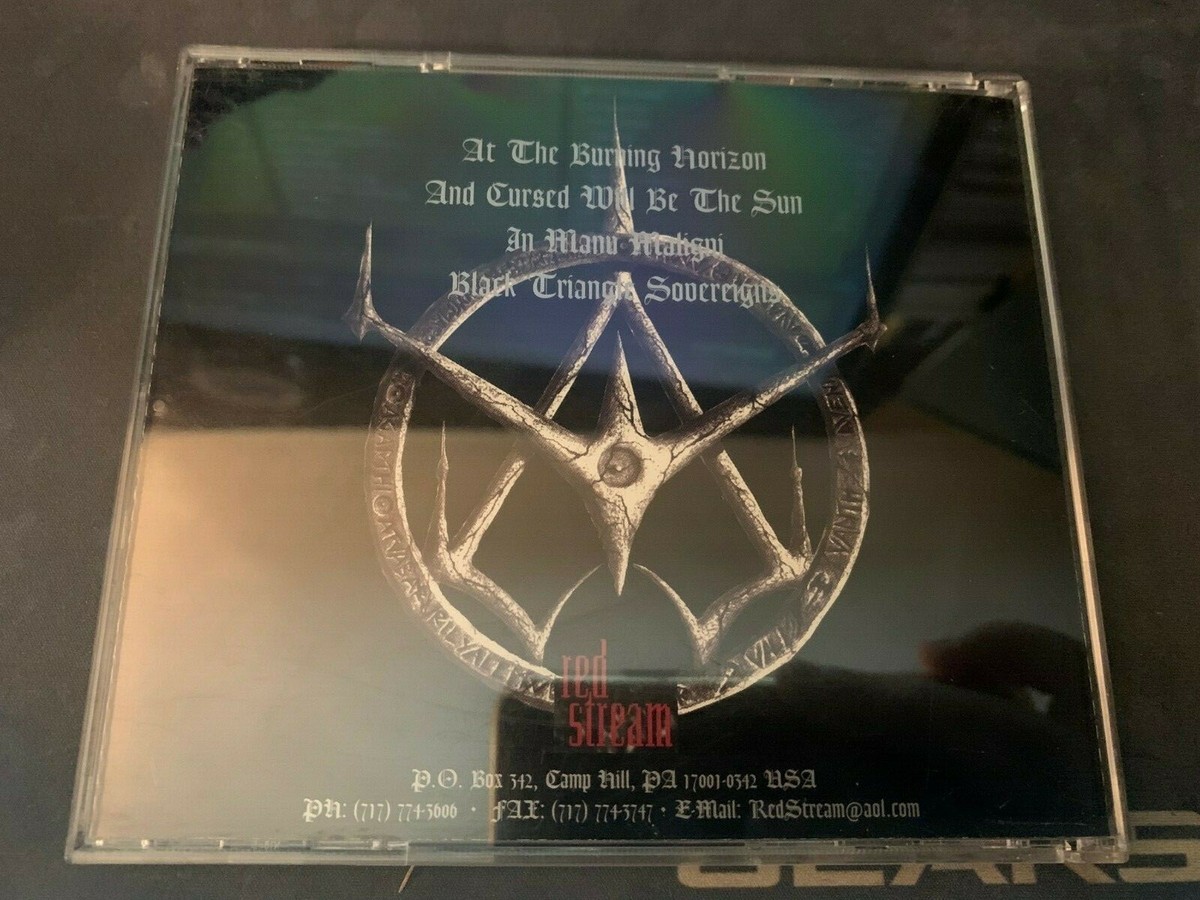 At The Burning Horizon
And Cursed Will Be The Sun
In Manu Maligni
Black Triangle Sovereigns
red
stream
P.O. Box 342, Camp Hill, PA 17001-0342 USA
PH: (717) 774-3606 · FAX: (717) 774-3747 · E-Mail: RedStream@aol.com